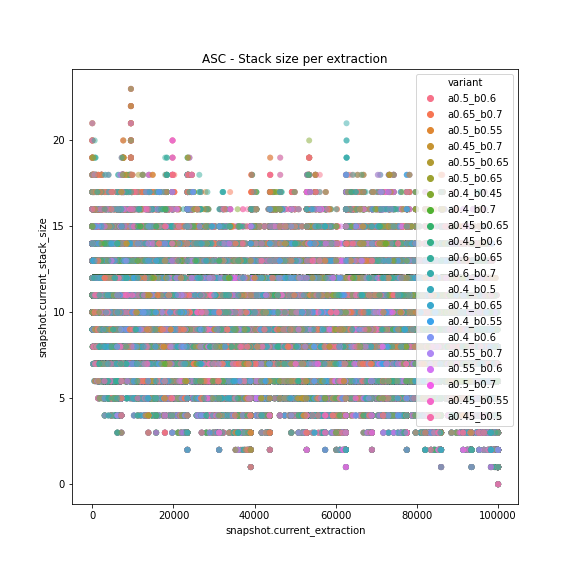 ASC - Stack size per extraction
variant
a0.5_b0.6
a0.65_b0.7
a0.5_b0.55
a0.45_b0.7
a0.55_b0.65
a0.5_b0.65
a0.4_b0.45
a0.4_b0.7
a0.45_b0.65
a0.45_b0.6
a0.6_b0.65
a0.6_b0.7
a0.4_b0.5
a0.4_b0.65
a0.4_b0.55
a0.4_b0.6
a0.55_b0.7
a0.55_b0.6
a0.5_b0.7
a0.45_b0.55
a0.45_b0.5
snapshot.current_stack_size
20
15
10
5
0
0 20000 40000 60000 80000 100000
snapshot.current_extraction